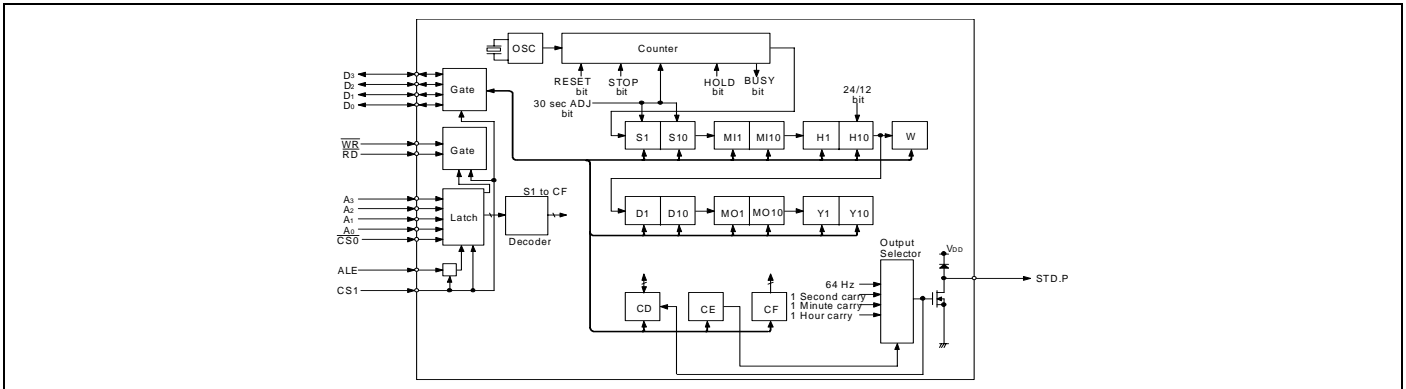 OSC
Counter
D3
D2
D1
D0
Gate
RESET
bit
STOP
bit
HOLD
bit
BUSY
bit
30 sec ADJ
bit
24/12
bit
S1
S10
MI1
MI10
H1
H10
W
WR
RD
Gate
A3
A2
A1
A0
CS0
Latch
S1 to CF
Decoder
D1
D10
MO1
MO10
Y1
Y10
ALE
CS1
Output
Selector
VDD
64 Hz
1 Second carry
1 Minute carry
1 Hour carry
STD.P
CD
CE
CF